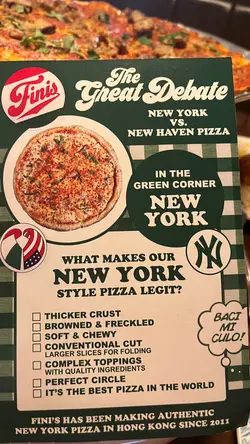 Finis
The
Great Debate
NEW YORK
VS.
NEW HAVEN PIZZA
IN THE
GREEN CORNER
NEW
YORK
NY
WHAT MAKES OUR
NEW YORK
STYLE PIZZA LEGIT?
THICKER CRUST
BROWNED & FRECKLED
SOFT & CHEWY
CONVENTIONAL CUT
LARGER SLICES FOR FOLDING
COMPLEX TOPPINGS
WITH QUALITY INGREDIENTS
PERFECT CIRCLE
IT'S THE BEST PIZZA IN THE WORLD
BACI
MI
CULO!
FINI'S HAS BEEN MAKING AUTHENTIC
NEW YORK PIZZA IN HONG KONG SINCE 2011